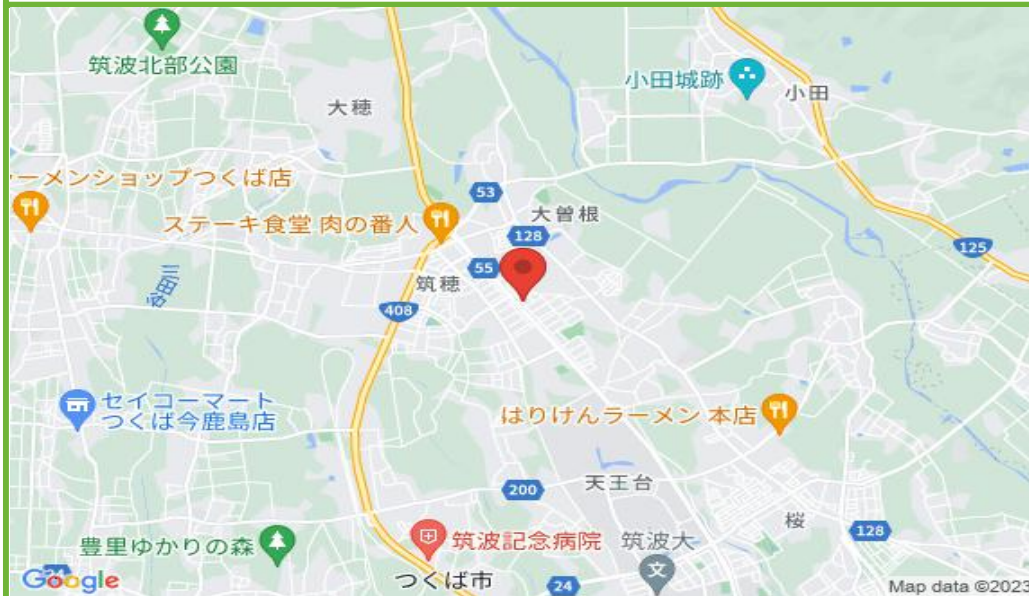 筑波北部公園
大穂
小田城跡
小田
ーメンショップつくば店
53
ステーキ食堂 肉の番人
大曽根
128
125
55
筑穂
谷田川
408
セイコーマート
つくば今鹿島店
はりけんラーメン 本店
200
天王台
桜
128
豊里ゆかりの森
筑波記念病院
筑波大
文
24
Google
つくば市
24
Map data ©2023